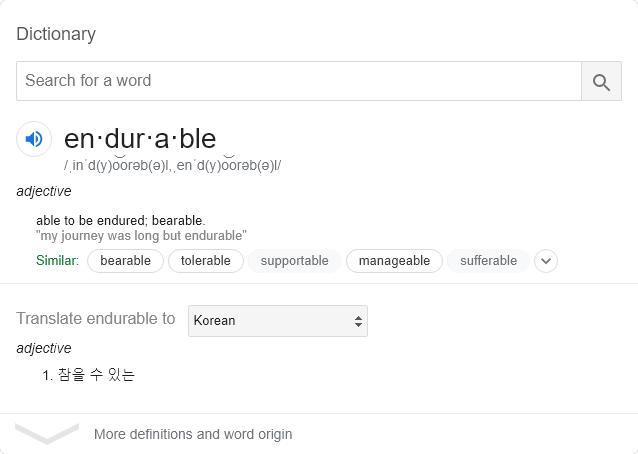 Dictionary
Search for a word
en·dur·a·ble
/ˌinˈd(y)o͝orəb(ə)l,ˌenˈd(y)o͝orəb(ə)l/
adjective
able to be endured; bearable.
"my journey was long but endurable"
Similar: bearable tolerable supportable manageable sufferable
Translate endurable to Korean
adjective
1. 참을 수 있는
More definitions and word origin